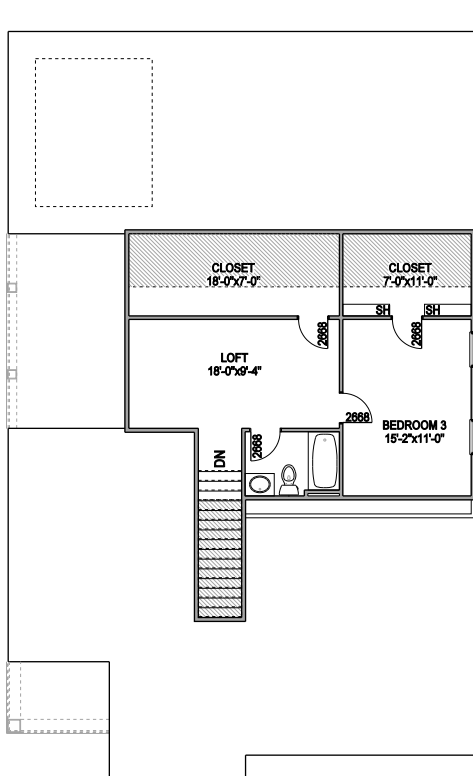 CLOSET
18'-0"x7'-0"
CLOSET
7'-0"x11'-0"
SH
SH
2668
2668
LOFT
18'-0"x9'-4"
2668
BEDROOM 3
15'-2"x11'-0"
2668
DN